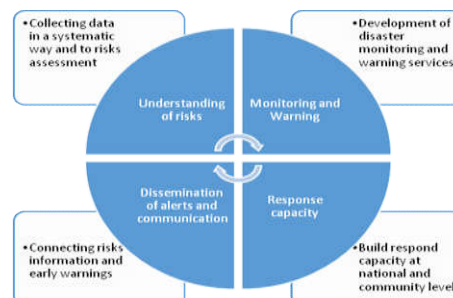 •Collecting data
in a systematic
way and to risks
assessment
•Development of
disaster
monitoring and
warning services
Understanding
of risks
Monitoring and
Warning
Dissemination
of alerts and
communication
Response
capacity
•Connecting risks
information and
early warnings
•Build respond
capacity at
national and
community level